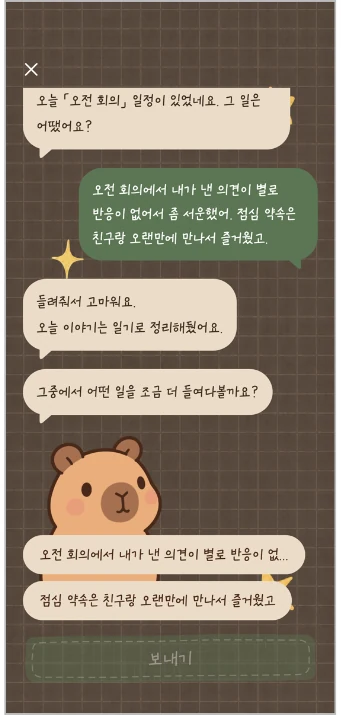 오늘 「오전 회의」 일정이 있었네요. 그 일은
어땠어요?
오전 회의에서 내가 낸 의견이 별로
반응이 없어서 좀 서운했어. 점심 약속은
친구랑 오랜만에 만나서 즐거웠고.
들려줘서 고마워요.
오늘 이야기는 일기로 정리해뒀어요.
그중에서 어떤 일을 조금 더 들여다볼까요?
오전 회의에서 내가 낸 의견이 별로 반응이 없...
점심 약속은 친구랑 오랜만에 만나서 즐거웠고
보내기